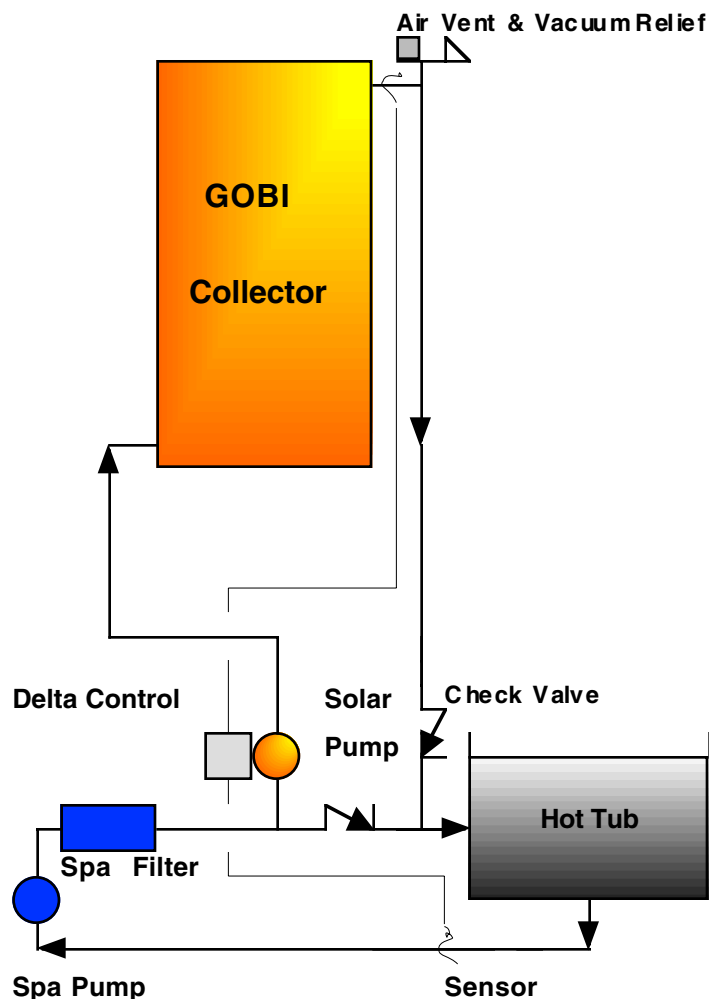 Air Vent & Vacuum Relief
GOBI
Collector
Delta Control
Solar
Pump
Check Valve
Hot Tub
Spa Filter
Spa Pump
Sensor